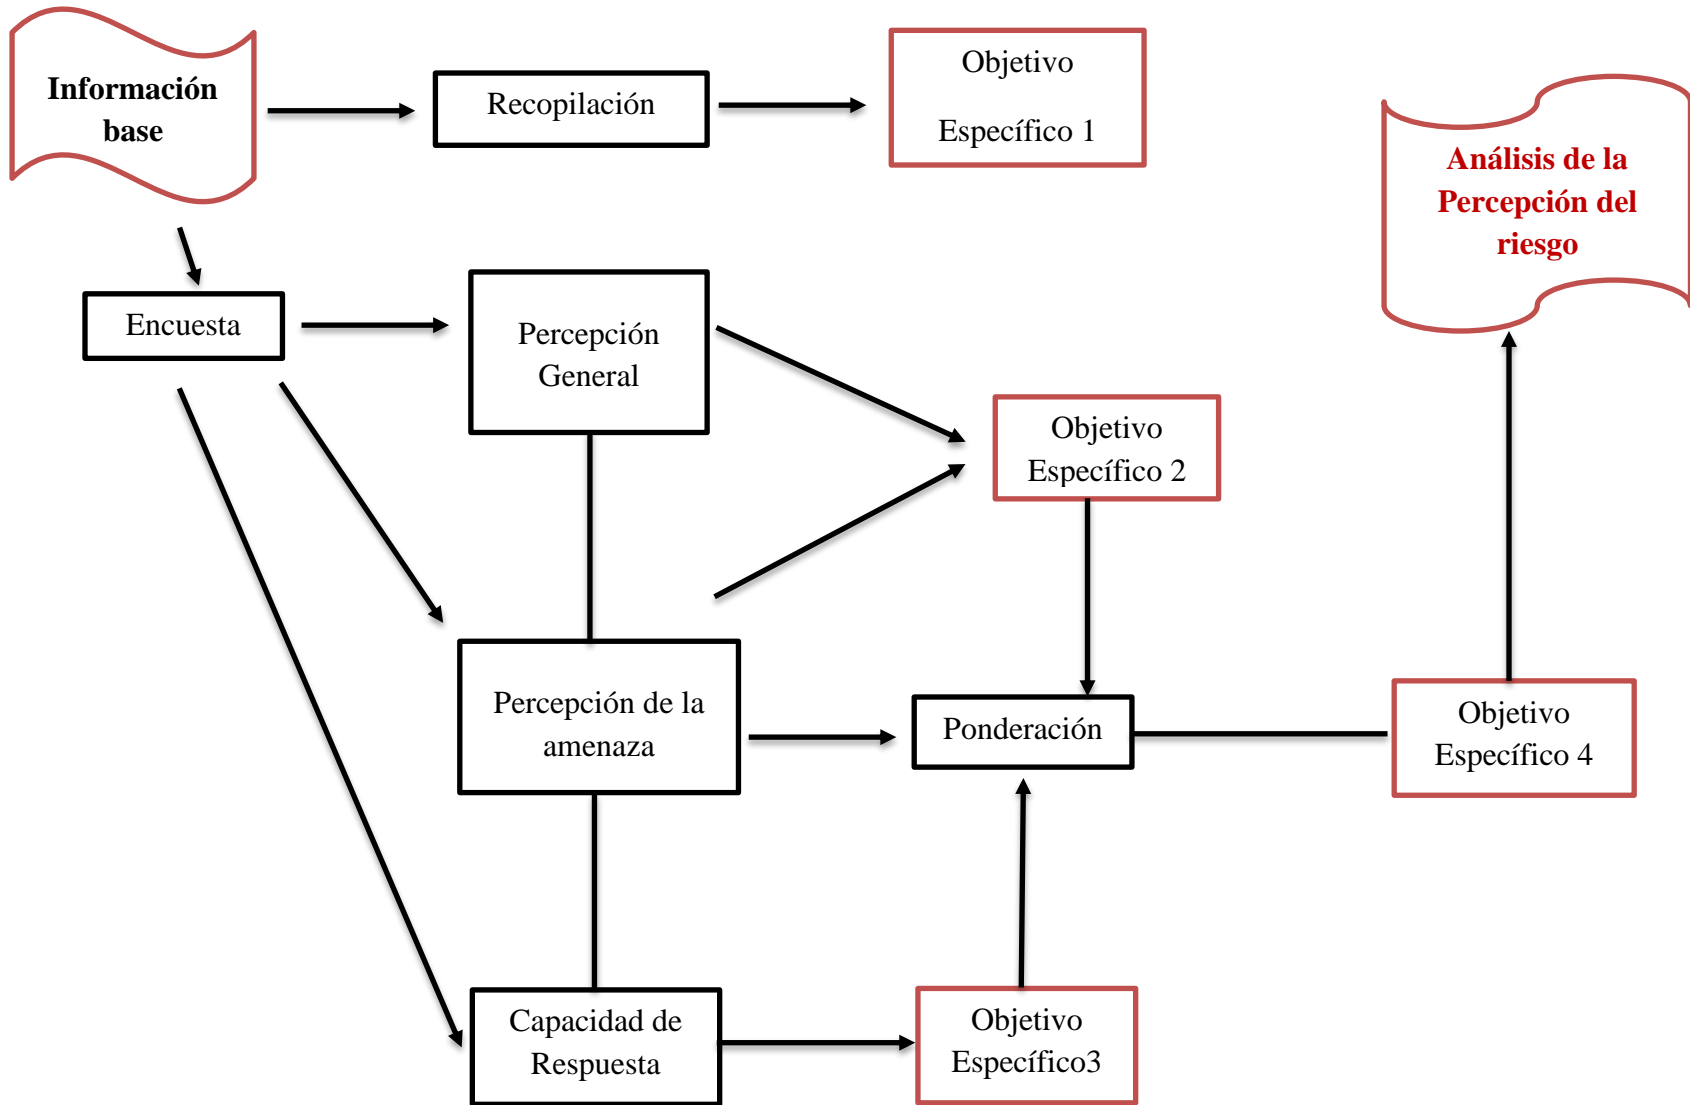 Información
base
Recopilación
Objetivo
Específico 1
Análisis de la
Percepción del
riesgo
Encuesta
Percepción
General
Objetivo
Específico 2
Percepción de la
amenaza
Ponderación
Objetivo
Específico 4
Capacidad de
Respuesta
Objetivo
Específico3